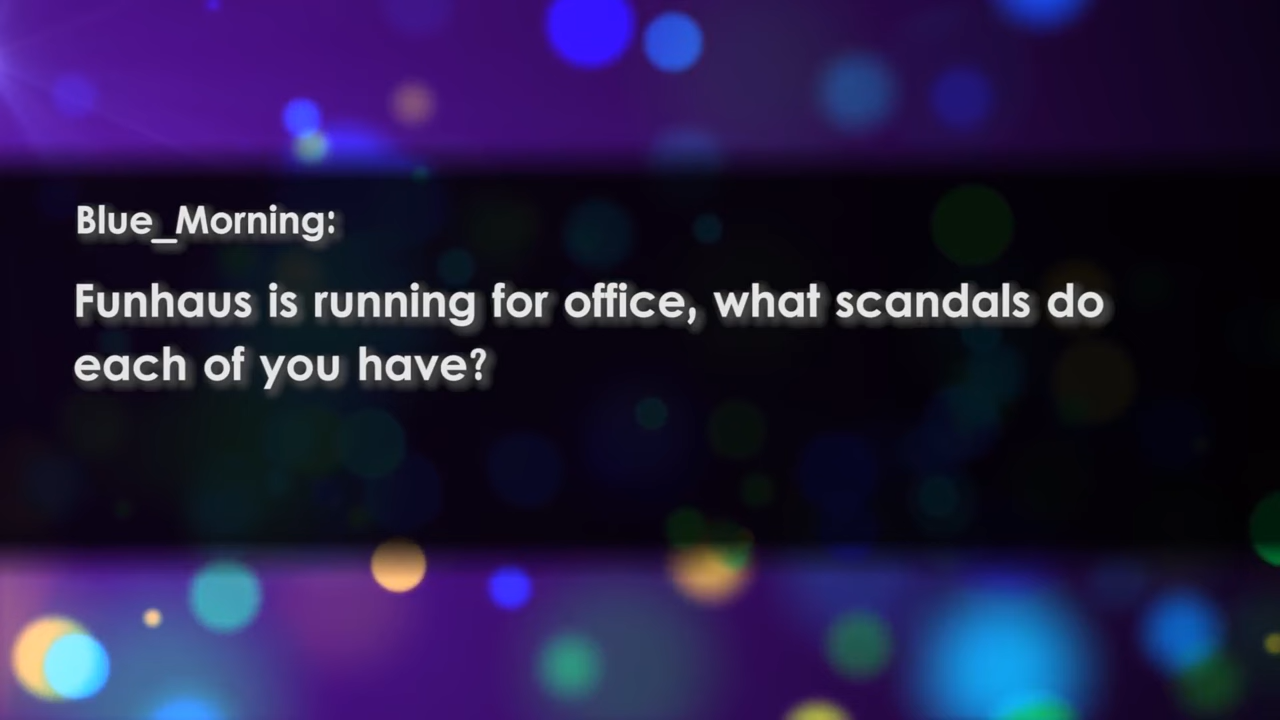 Blue_Morning:
Funhaus is running for office, what scandals do
each of you have?